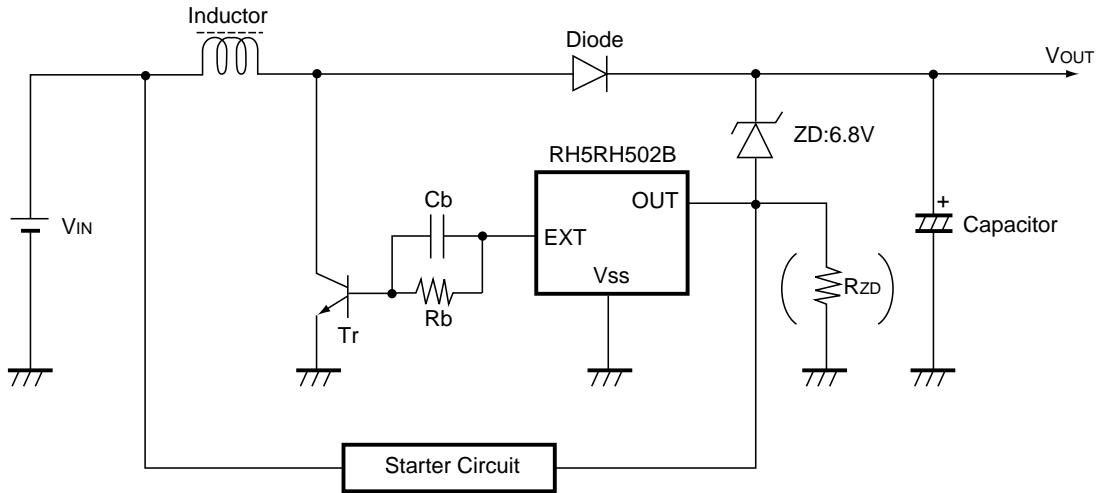 Inductor
Diode
VOUT
ZD:6.8V
RH5RH502B
Cb
OUT
VIN
EXT
+
Capacitor
Vss
RZD
Rb
Tr
Starter Circuit